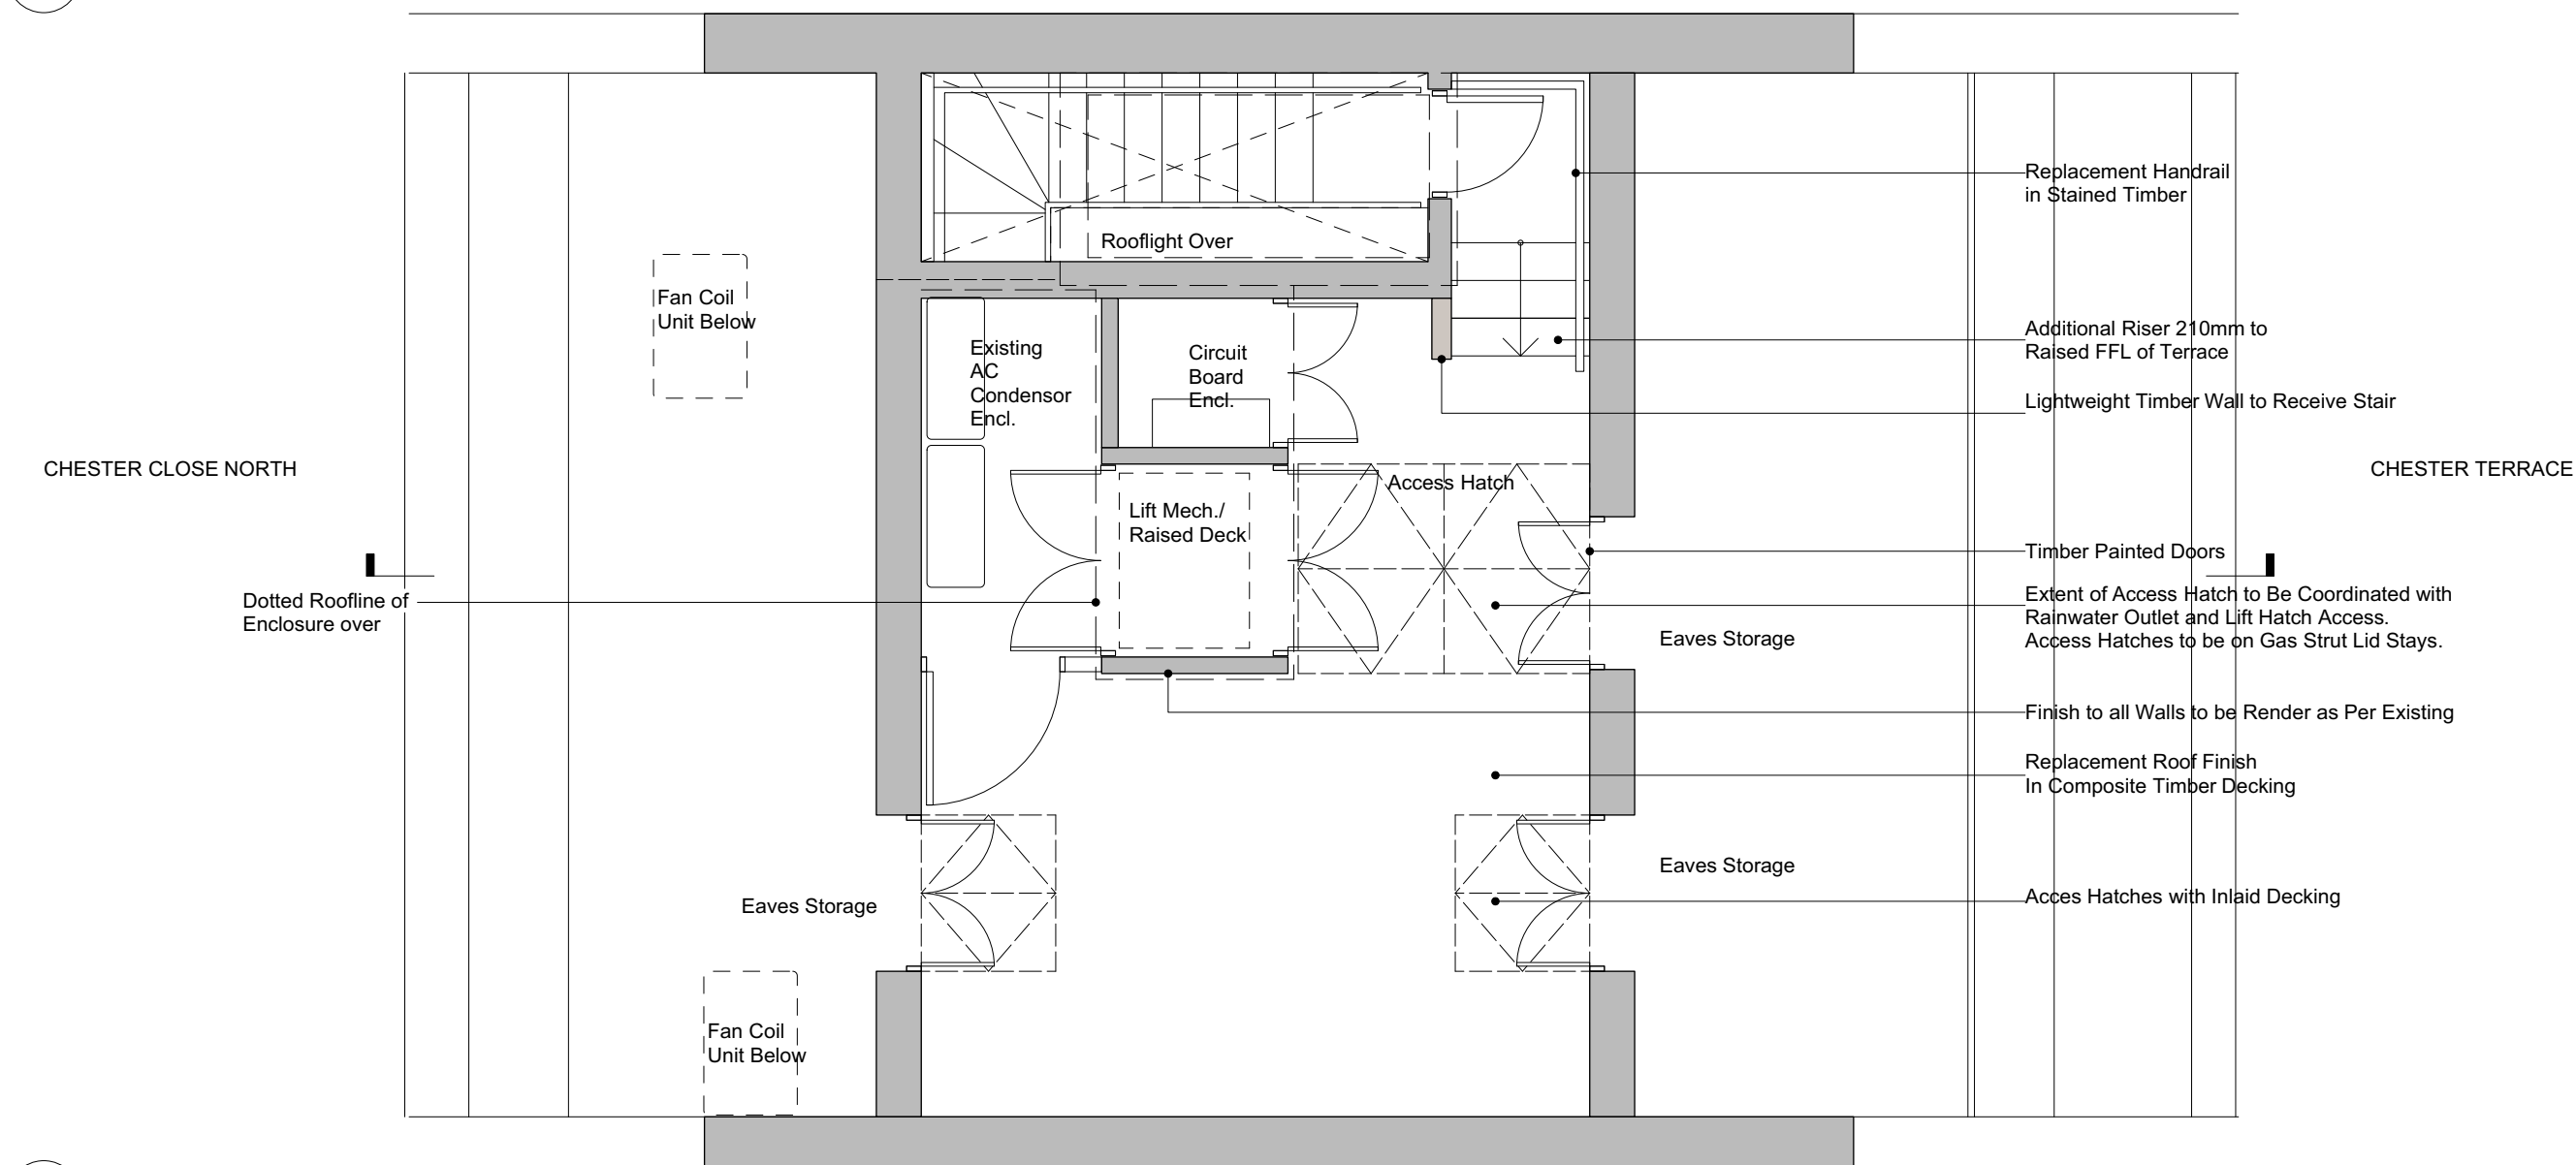 Replacement Handrail
in Stained Timber
Rooflight Over
Fan Coil
Unit Below
Additional Riser 210mm to
Raised FFL of Terrace
Existing
AC
Condensor
Encl.
Circuit
Board
Encl.
Lightweight Timber Wall to Receive Stair
CHESTER CLOSE NORTH
CHESTER TERRACE
Access Hatch
Lift Mech./
Raised Deck
Timber Painted Doors
Dotted Roofline of
Enclosure over
Extent of Access Hatch to Be Coordinated with
Rainwater Outlet and Lift Hatch Access.
Access Hatches to be on Gas Strut Lid Stays.
Eaves Storage
Finish to all Walls to be Render as Per Existing
Replacement Roof Finish
In Composite Timber Decking
Eaves Storage
Acces Hatches with Inlaid Decking
Eaves Storage
Fan Coil
Unit Below